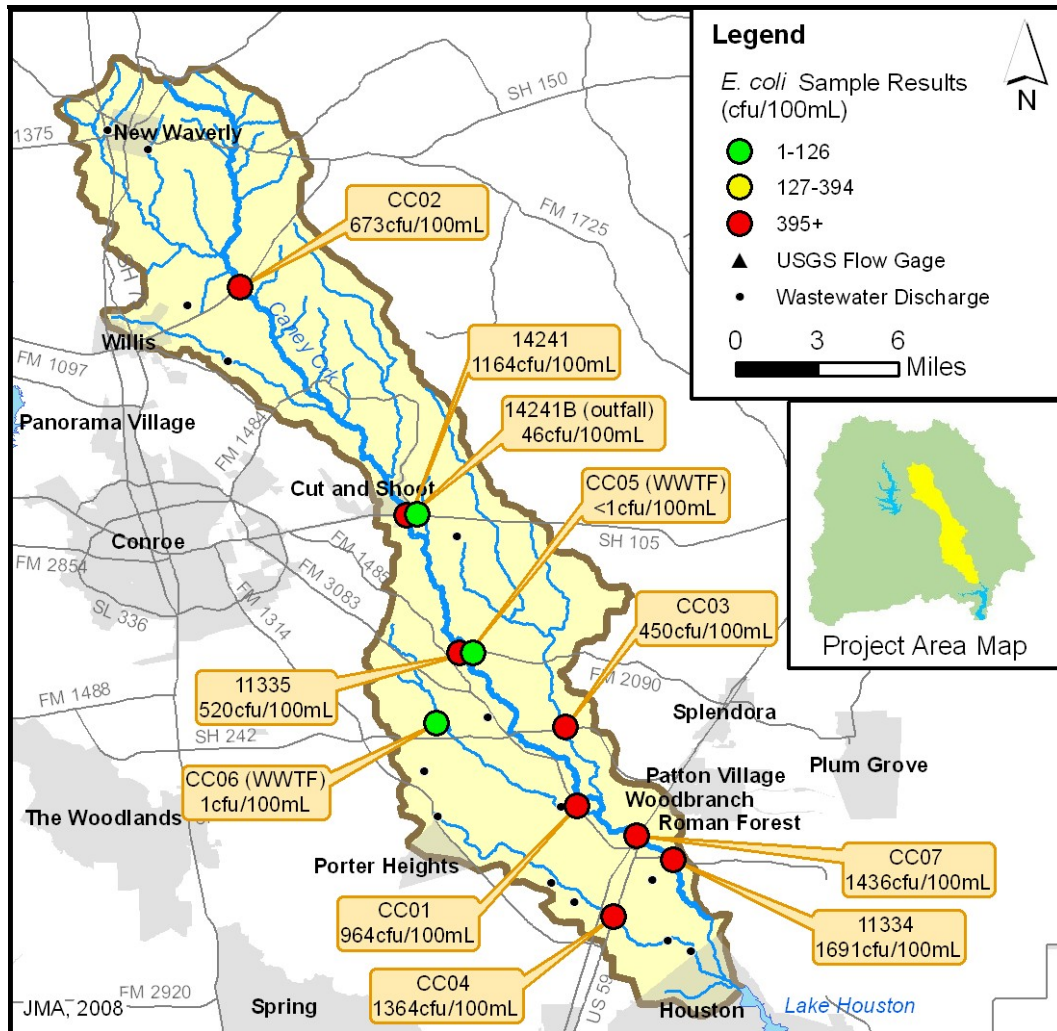 Legend
E. coli Sample Results
(cfu/100mL)
1-126
127-394
395+
USGS Flow Gage
Wastewater Discharge
0 3 6
Miles
N
Project Area Map
1375
New Waverly
SH 150
FM 1725
CC02
673cfu/100mL
Willis
FM 1097
Caney Crk
14241
1164cfu/100mL
14241B (outfall)
46cfu/100mL
Panorama Village
FM 1484
Cut and Shoot
CC05 (WWTF)
<1cfu/100mL
Conroe
SH 105
FM 2854
FM 1485
FM 3083
SL 336
FM 1314
CC03
450cfu/100mL
FM 2090
FM 1488
11335
520cfu/100mL
Splendora
SH 242
CC06 (WWTF)
1cfu/100mL
Patton Village
Plum Grove
Woodbranch
The Woodlands
Roman Forest
Porter Heights
CC07
1436cfu/100mL
CC01
964cfu/100mL
11334
1691cfu/100mL
CC04
1364cfu/100mL
US 59
JMA, 2008
FM 2920
Spring
Houston
Lake Houston